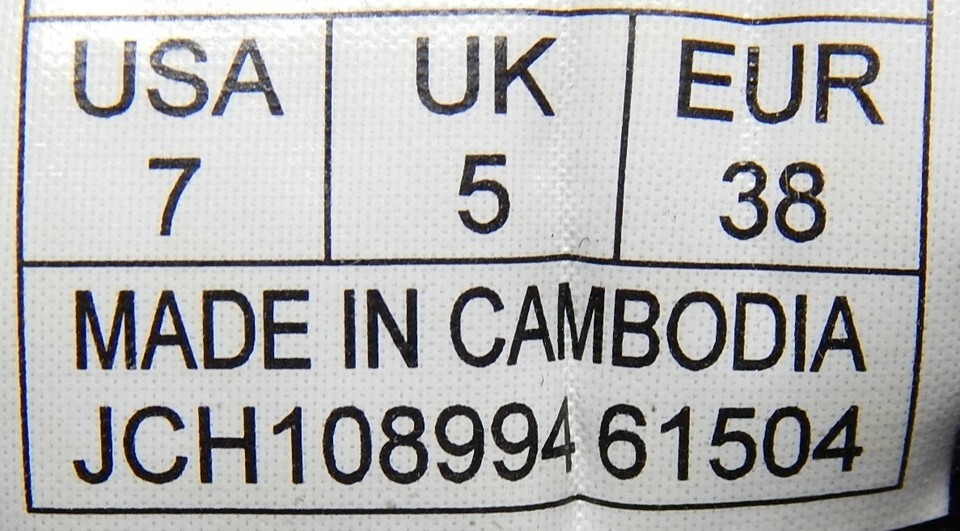 USA UK EUR
7 5 38
MADE IN CAMBODIA
JCH108994 61504